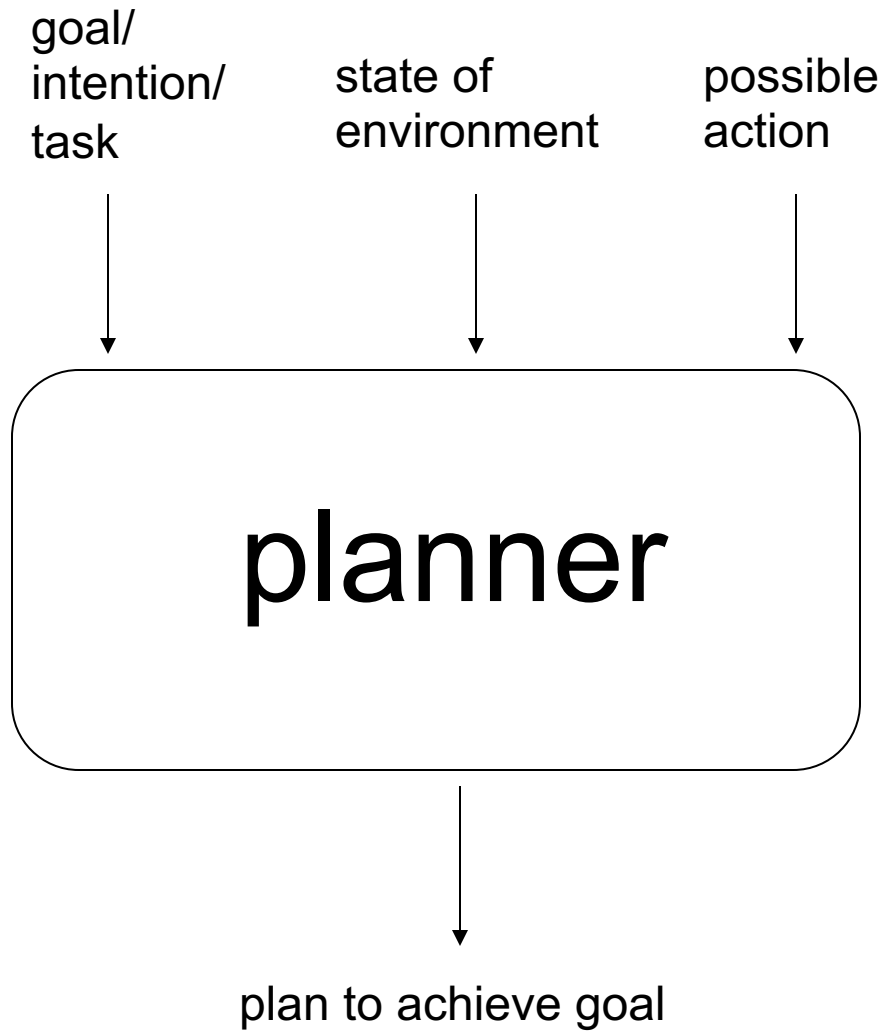 goal/
intention/
task
state of
environment
possible
action
planner
plan to achieve goal